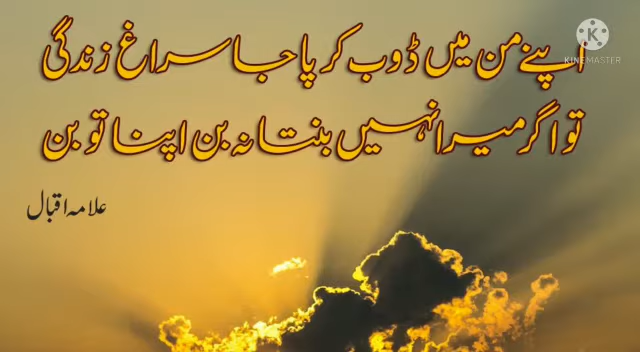 اپنے من میں ڈوب کر پا جا سراغ زندگی
تو اگر میرا نہیں بنتا نہ بن اپنا تو بن
علامہ اقبال
KINEMASTER